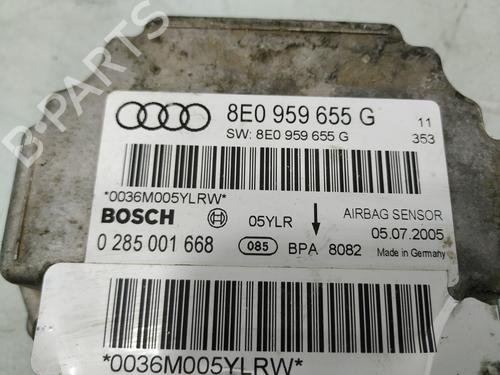 B-PARTS
8E0 959 655 G 11
SW: 8E0 959 655 G 353
*0036M005YLRW*
BOSCH 05YLR AIRBAG SENSOR
05.07.2005
0 285 001 668 085 BPA 8082 Made in Germany
*0036M005YLRW*